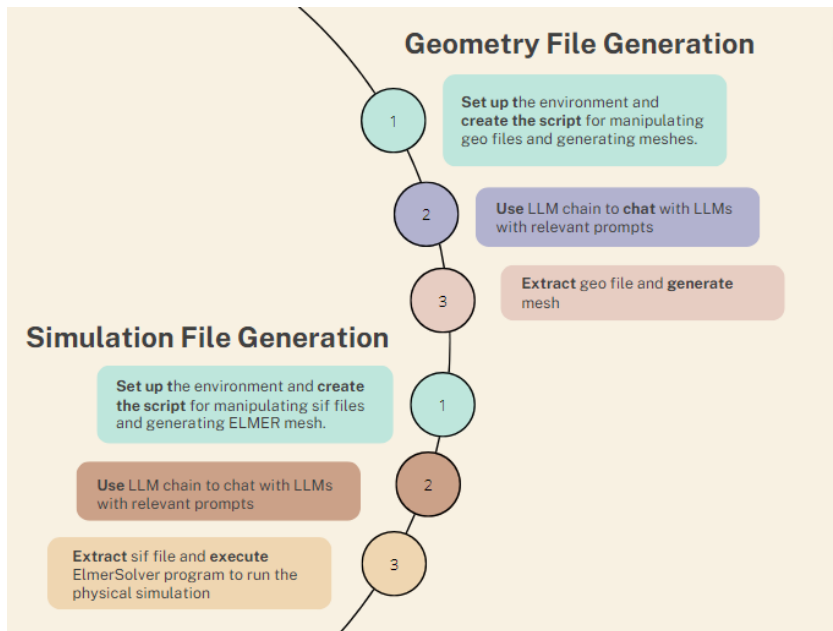 Geometry File Generation
1
Set up the environment and
create the script for manipulating
geo files and generating meshes.
2
Use LLM chain to chat with LLMs
with relevant prompts
3
Extract geo file and generate
mesh
Simulation File Generation
1
Set up the environment and create
the script for manipulating sif files
and generating ELMER mesh.
2
Use LLM chain to chat with LLMs
with relevant prompts
3
Extract sif file and execute
ElmerSolver program to run the
physical simulation